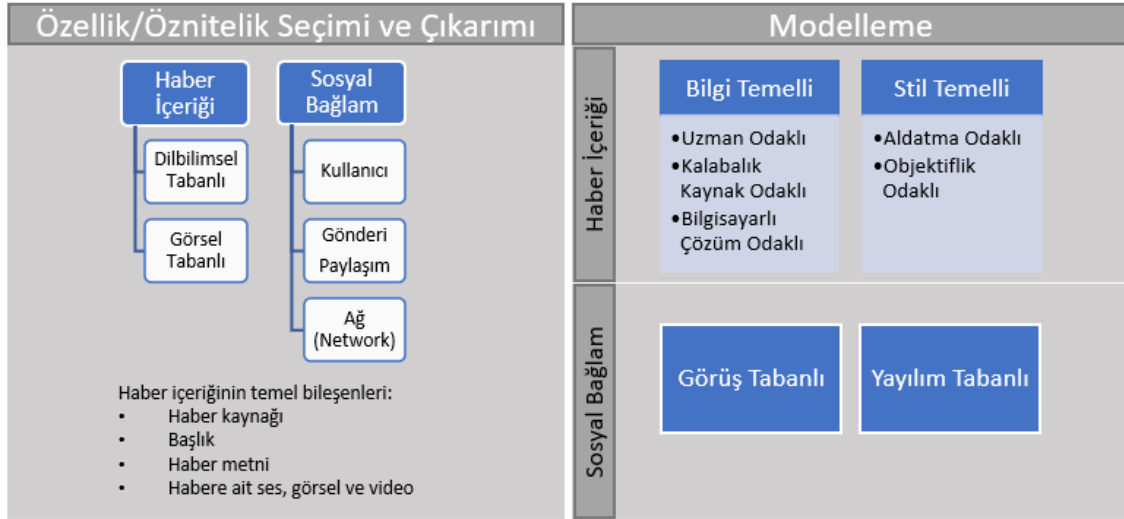 Özellik/Öznitelik Seçimi ve Çıkarımı
Haber
İçeriği
Dilbilimsel
Tabanlı
Görsel
Tabanlı
Sosyal
Bağlam
Kullanıcı
Gönderi
Paylaşım
Ağ
(Network)
Haber içeriğinin temel bileşenleri:
• Haber kaynağı
• Başlık
• Haber metni
• Habere ait ses, görsel ve video
Modelleme
Haber İçeriği
Bilgi Temelli
•Uzman Odaklı
•Kalabalık
Kaynak Odaklı
•Bilgisayarlı
Çözüm Odaklı
Stil Temelli
•Aldatma Odaklı
•Objektiflik
Odaklı
Sosyal Bağlam
Görüş Tabanlı
Yayılım Tabanlı